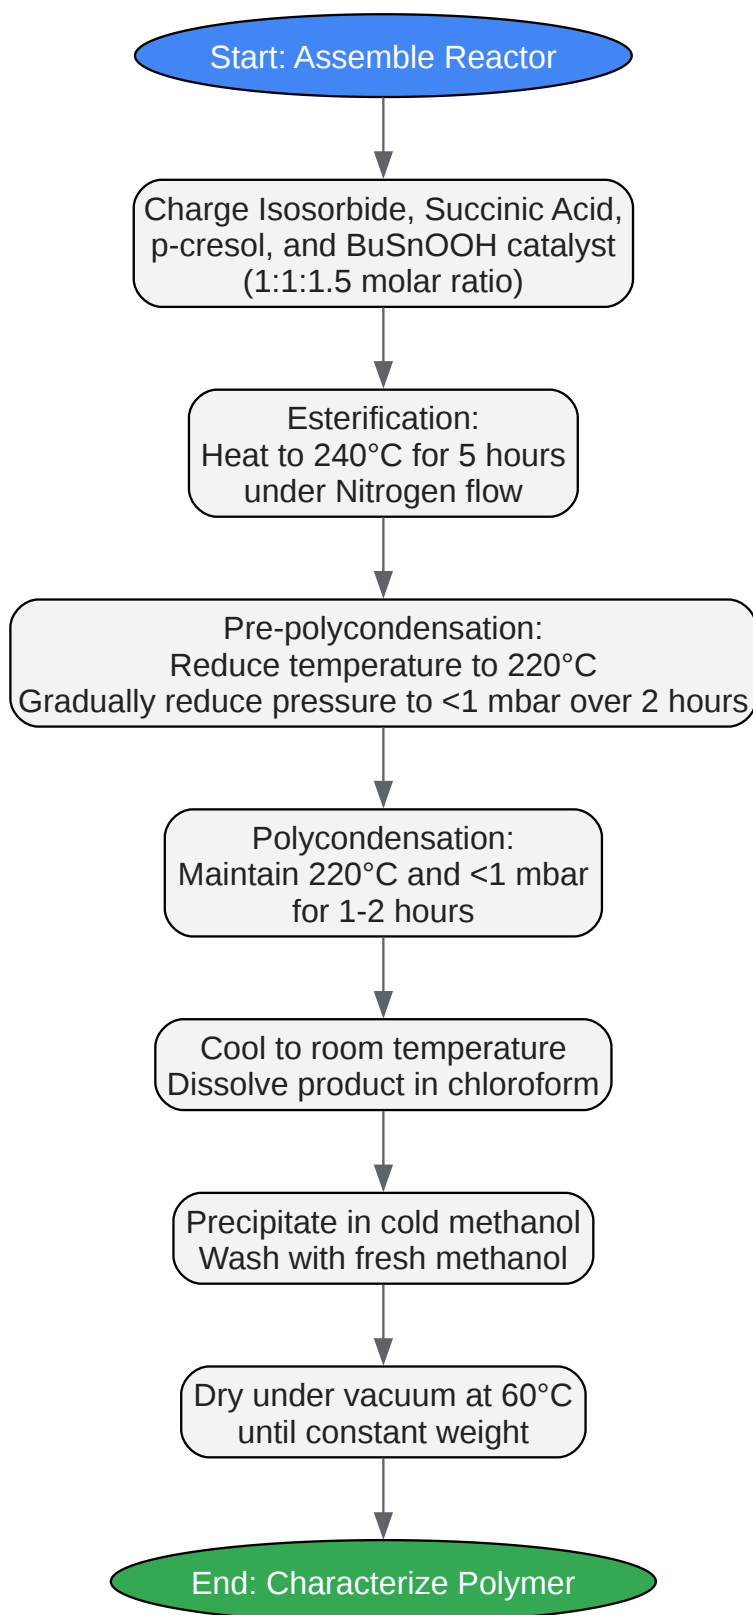 Start: Assemble Reactor
Charge Isosorbide, Succinic Acid,
p-cresol, and BuSnOOH catalyst
(1:1:1.5 molar ratio)
Esterification:
Heat to 240°C for 5 hours
under Nitrogen flow
Pre-polycondensation:
Reduce temperature to 220°C
Gradually reduce pressure to <1 mbar over 2 hours
Polycondensation:
Maintain 220°C and <1 mbar
for 1-2 hours
Cool to room temperature
Dissolve product in chloroform
Precipitate in cold methanol
Wash with fresh methanol
Dry under vacuum at 60°C
until constant weight
End: Characterize Polymer